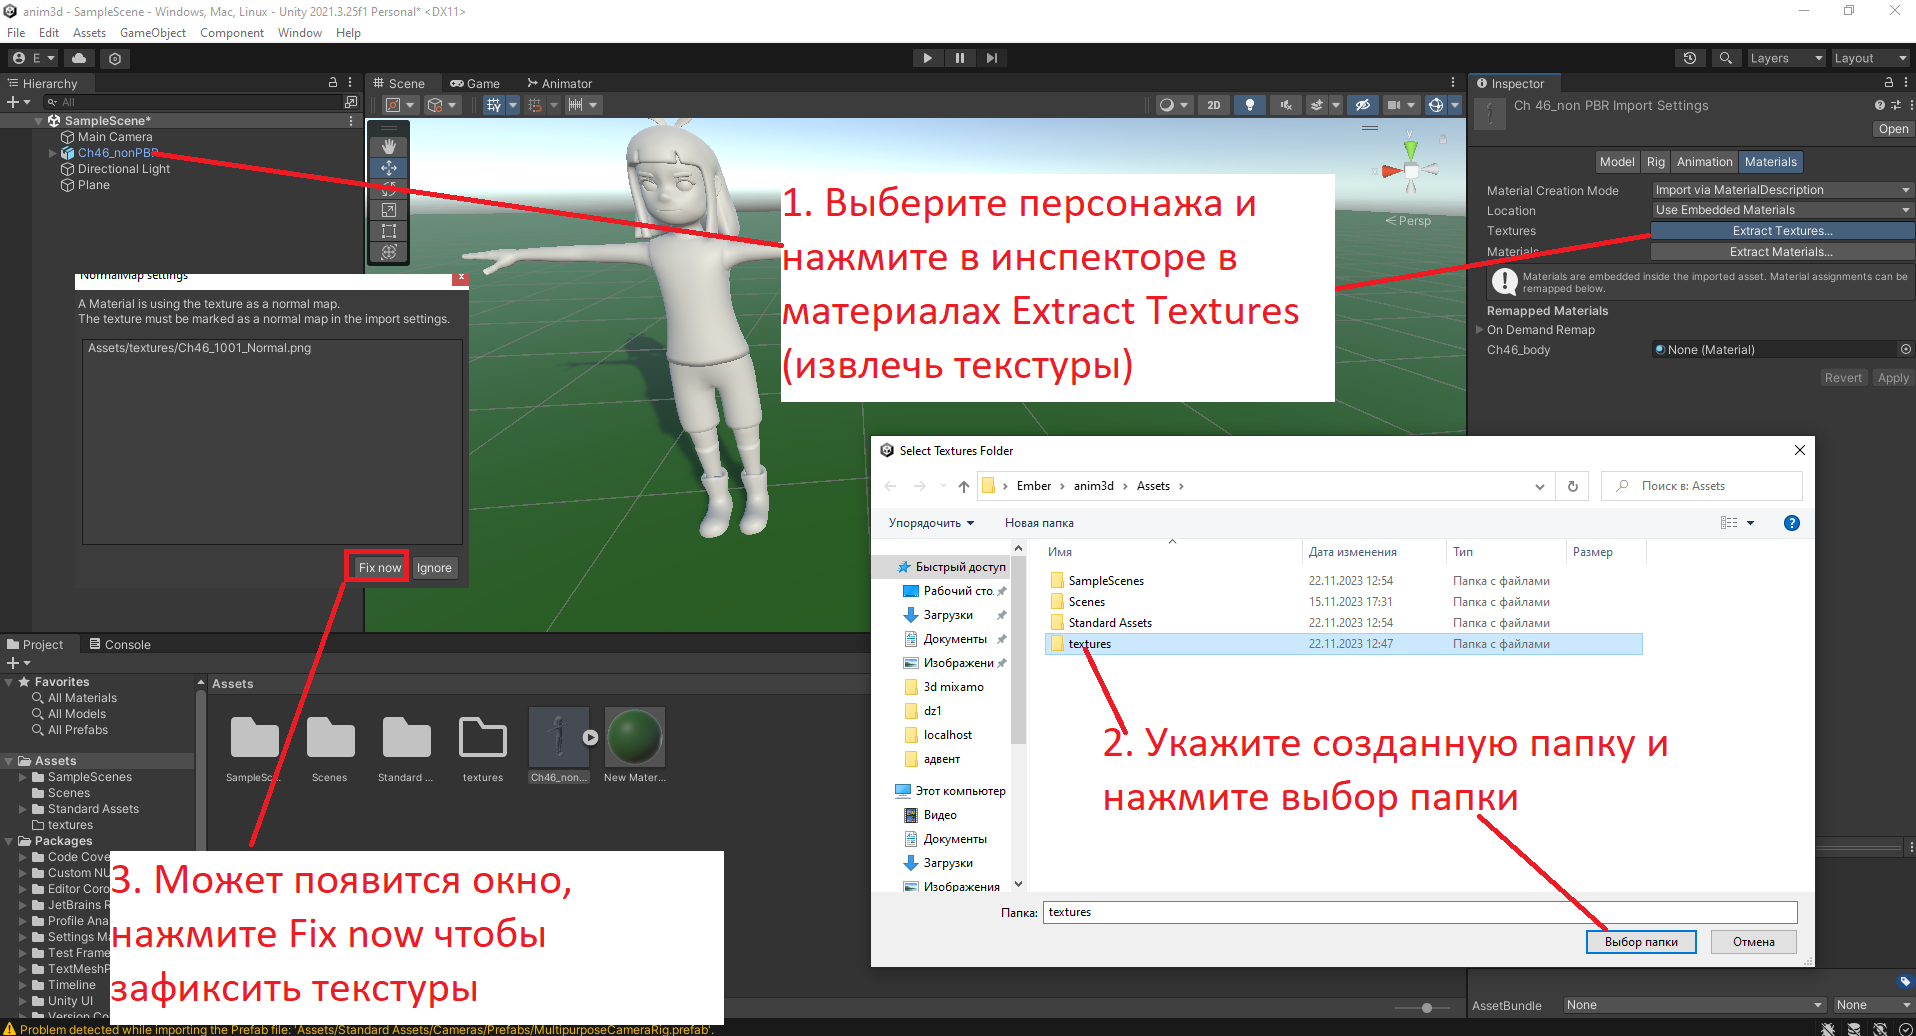 anim3d - SampleScene - Windows, Mac, Linux - Unity 2021.3.25f1 Personal* <DX11>
File Edit Assets GameObject Component Window Help
E
Layers
Layout
Hierarchy
All
SampleScene*
Main Camera
Ch46_nonPBR
Directional Light
Plane
Scene Game Animator
2D
y
Persp
1. Выберите персонажа и
нажмите в инспекторе в
материалах Extract Textures
(извлечь текстуры)
Inspector
Ch 46_non PBR Import Settings
Open
Model Rig Animation Materials
Material Creation Mode Import via MaterialDescription
Location Use Embedded Materials
Textures Extract Textures...
Materials Extract Materials...
Materials are embedded inside the imported asset. Material assignments can be
remapped below.
Remapped Materials
On Demand Remap
Ch46_body None (Material)
Revert Apply
NormalMap settings
x
A Material is using the texture as a normal map.
The texture must be marked as a normal map in the import settings.
Assets/textures/Ch46_1001_Normal.png
Fix now Ignore
Select Textures Folder
Ember › anim3d › Assets ›
Поиск в: Assets
Упорядочить Новая папка
Имя Дата изменения Тип Размер
SampleScenes 22.11.2023 12:54 Папка с файлами
Scenes 15.11.2023 17:31 Папка с файлами
Standard Assets 22.11.2023 12:54 Папка с файлами
textures 22.11.2023 12:47 Папка с файлами
Быстрый доступ
Рабочий сто.
Загрузки
Документы
Изображени
3d mixamo
dz1
localhost
адвент
Этот компьютер
Видео
Документы
Загрузки
Изображения
2. Укажите созданную папку и
нажмите выбор папки
Папка: textures
Выбор папки Отмена
Project Console
Favorites
All Materials
All Models
All Prefabs
Assets
SampleScenes
Scenes
Standard Assets
textures
Packages
Code Cove
Custom NU
Editor Coro
JetBrains R
Profile Ana
Settings Ma
Test Frame
TextMeshP
Timeline
Unity UI
Version Co
Assets
SampleSc... Scenes Standard ... textures Ch46_non... New Mater...
3. Может появится окно,
нажмите Fix now чтобы
зафиксить текстуры
AssetBundle None None
Problem detected while importing the Prefab file: 'Assets/Standard Assets/Cameras/Prefabs/MultipurposeCameraRig.prefab'.